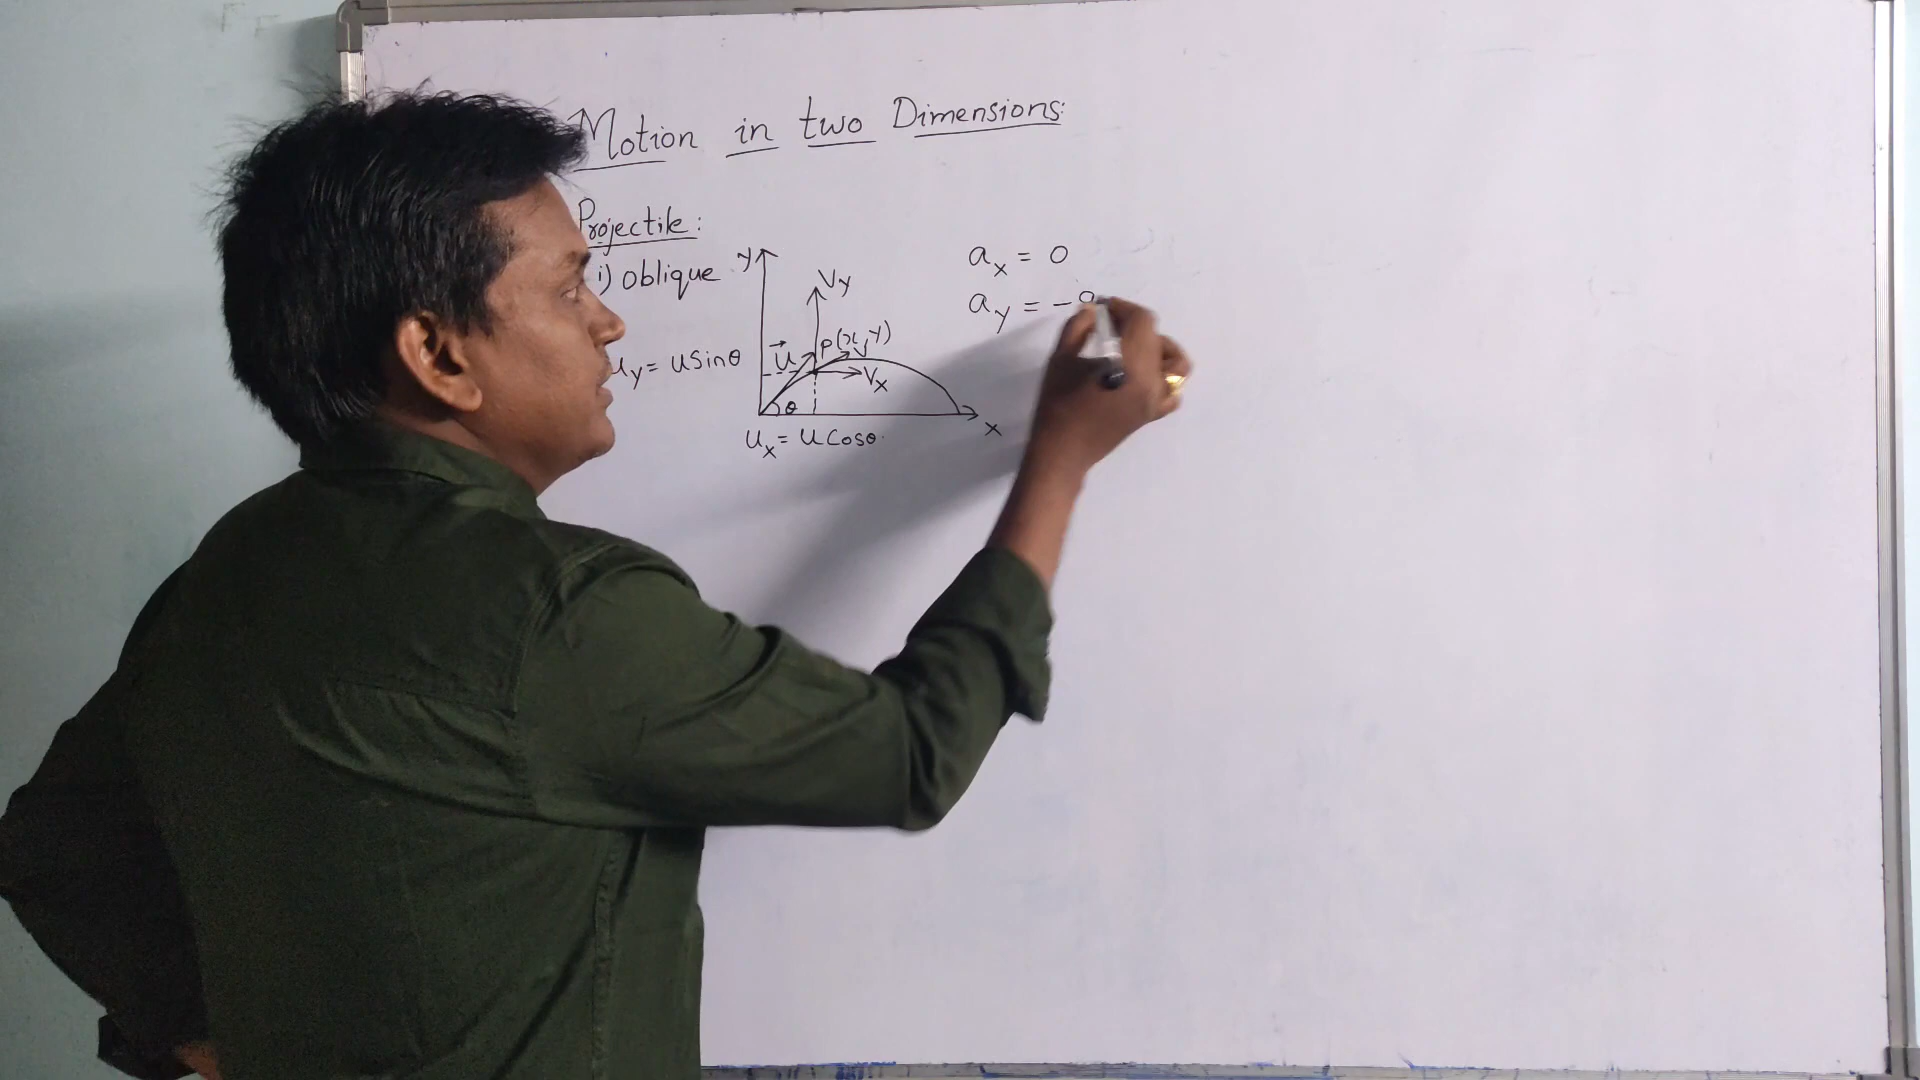 Motion in two Dimensions:
Projectile:
i) oblique
y
Vy
ax = 0
ay = -g
P(x, y)
V
u⃗
uy = usinθ
Vx
θ
x
ux = ucosθ